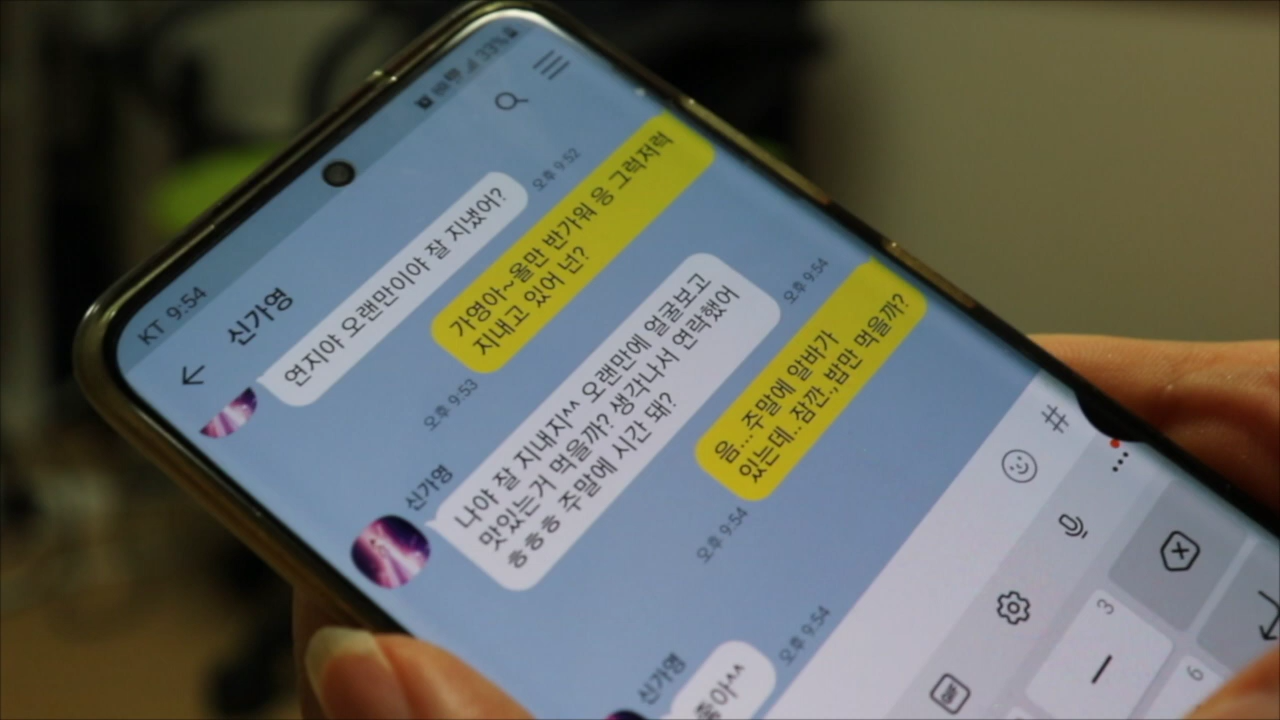 KT 9:54
33%
신가영
연지야 오랜만이야 잘 지냈어?
오후 9:52
가영아~올만 반가워 응 그럭저럭
지내고 있어 넌?
오후 9:53
신가영
나야 잘 지내지^^ 오랜만에 얼굴보고
맛있는거 먹을까? 생각나서 연락했어
ㅎㅎㅎ 주말에 시간 돼?
오후 9:54
음...주말에 알바가
있는데..잠깐.,밥만 먹을까?
오후 9:54
신가영
좋아^^
오후 9:54
#
GIF
3
ㅡ
6